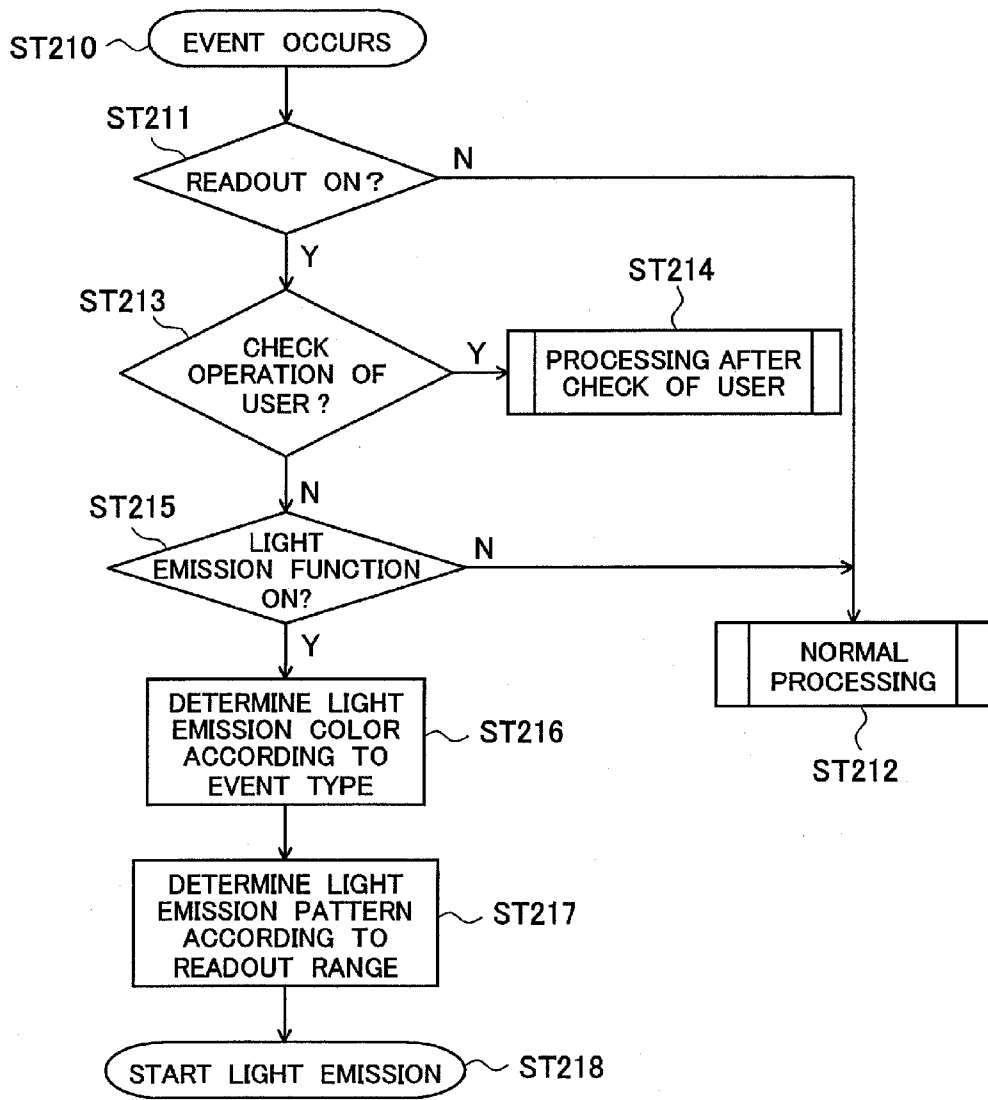 ST210
EVENT OCCURS
ST211
READOUT ON?
N
Y
ST213
CHECK
OPERATION OF
USER?
Y
ST214
PROCESSING AFTER
CHECK OF USER
N
ST215
LIGHT
EMISSION FUNCTION
ON?
N
Y
NORMAL
PROCESSING
ST212
DETERMINE LIGHT
EMISSION COLOR
ACCORDING TO
EVENT TYPE
ST216
DETERMINE LIGHT
EMISSION PATTERN
ACCORDING TO
READOUT RANGE
ST217
START LIGHT EMISSION
ST218